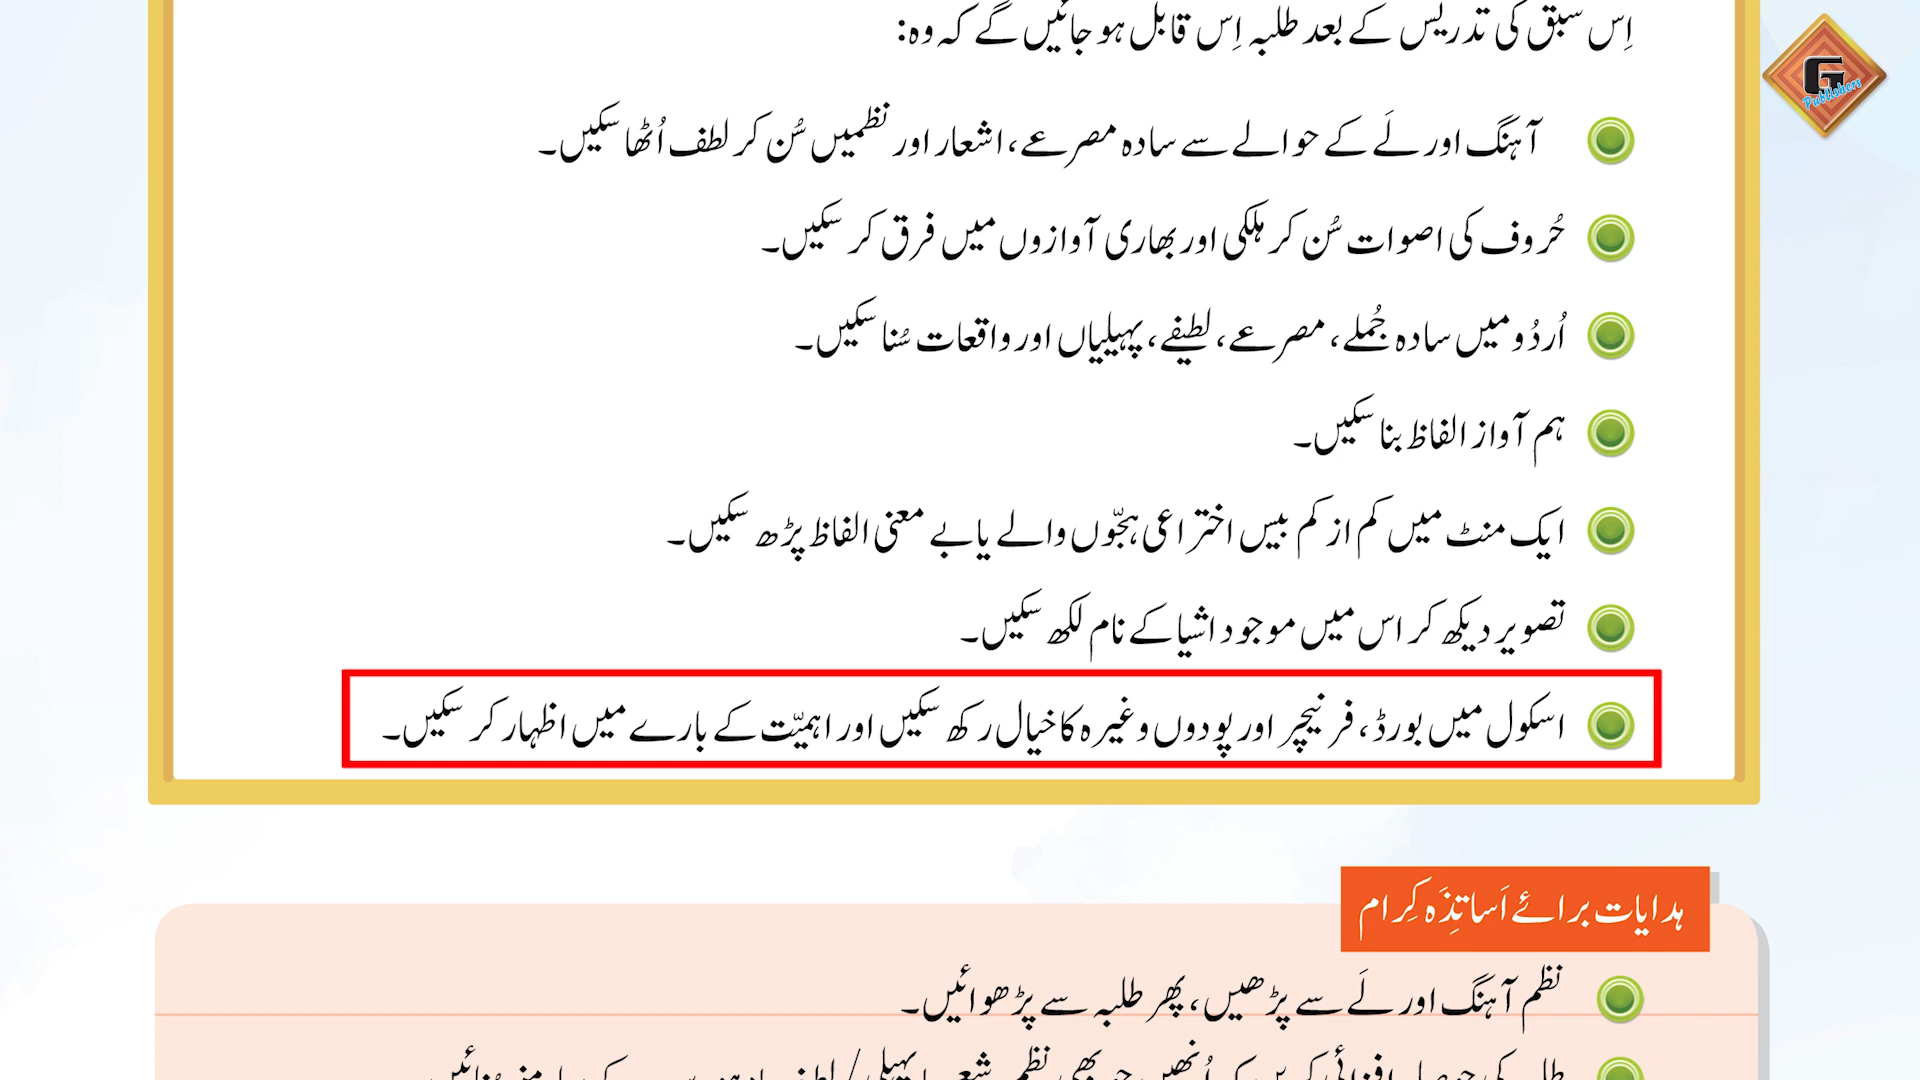 اِس سبق کی تدریس کے بعد طلبہ اِس قابل ہو جائیں گے کہ وہ:
G
Publishers
آہنگ اور لَے کے حوالے سے سادہ مصرعے، اشعار اور نظمیں سُن کر لطف اُٹھا سکیں۔
حُروف کی اصوات سُن کر ہلکی اور بھاری آوازوں میں فرق کر سکیں۔
اُردُو میں سادہ جُملے، مصرعے، لطیفے، پہیلیاں اور واقعات سُنا سکیں۔
ہم آواز الفاظ بنا سکیں۔
ایک منٹ میں کم از کم بیس اختراعی ہجّوں والے یا بے معنی الفاظ پڑھ سکیں۔
تصویر دیکھ کر اس میں موجود اشیا کے نام لکھ سکیں۔
اسکول میں بورڈ، فرنیچر اور پودوں وغیرہ کا خیال رکھ سکیں اور اہمیّت کے بارے میں اظہار کر سکیں۔
ہدایات برائے اَساتِذَہ کِرام
نظم آہنگ اور لَے سے پڑھیں، پھر طلبہ سے پڑھوائیں۔